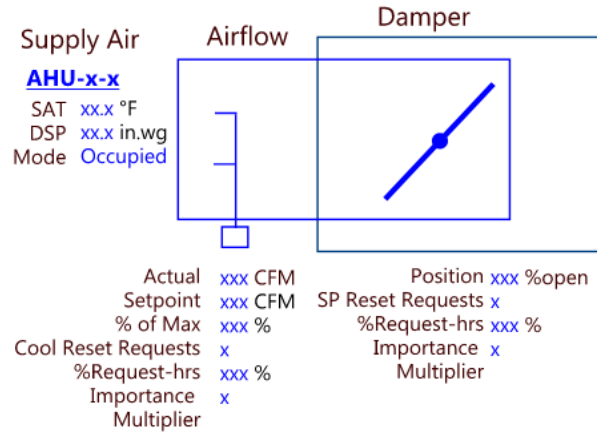 Supply Air
Airflow
Damper
AHU-x-x
SAT xx.x °F
DSP xx.x in.wg
Mode Occupied
Actual xxx CFM
Setpoint xxx CFM
% of Max xxx %
Cool Reset Requests x
%Request-hrs xxx %
Importance x
Multiplier
Position xxx %open
SP Reset Requests x
%Request-hrs xxx %
Importance x
Multiplier